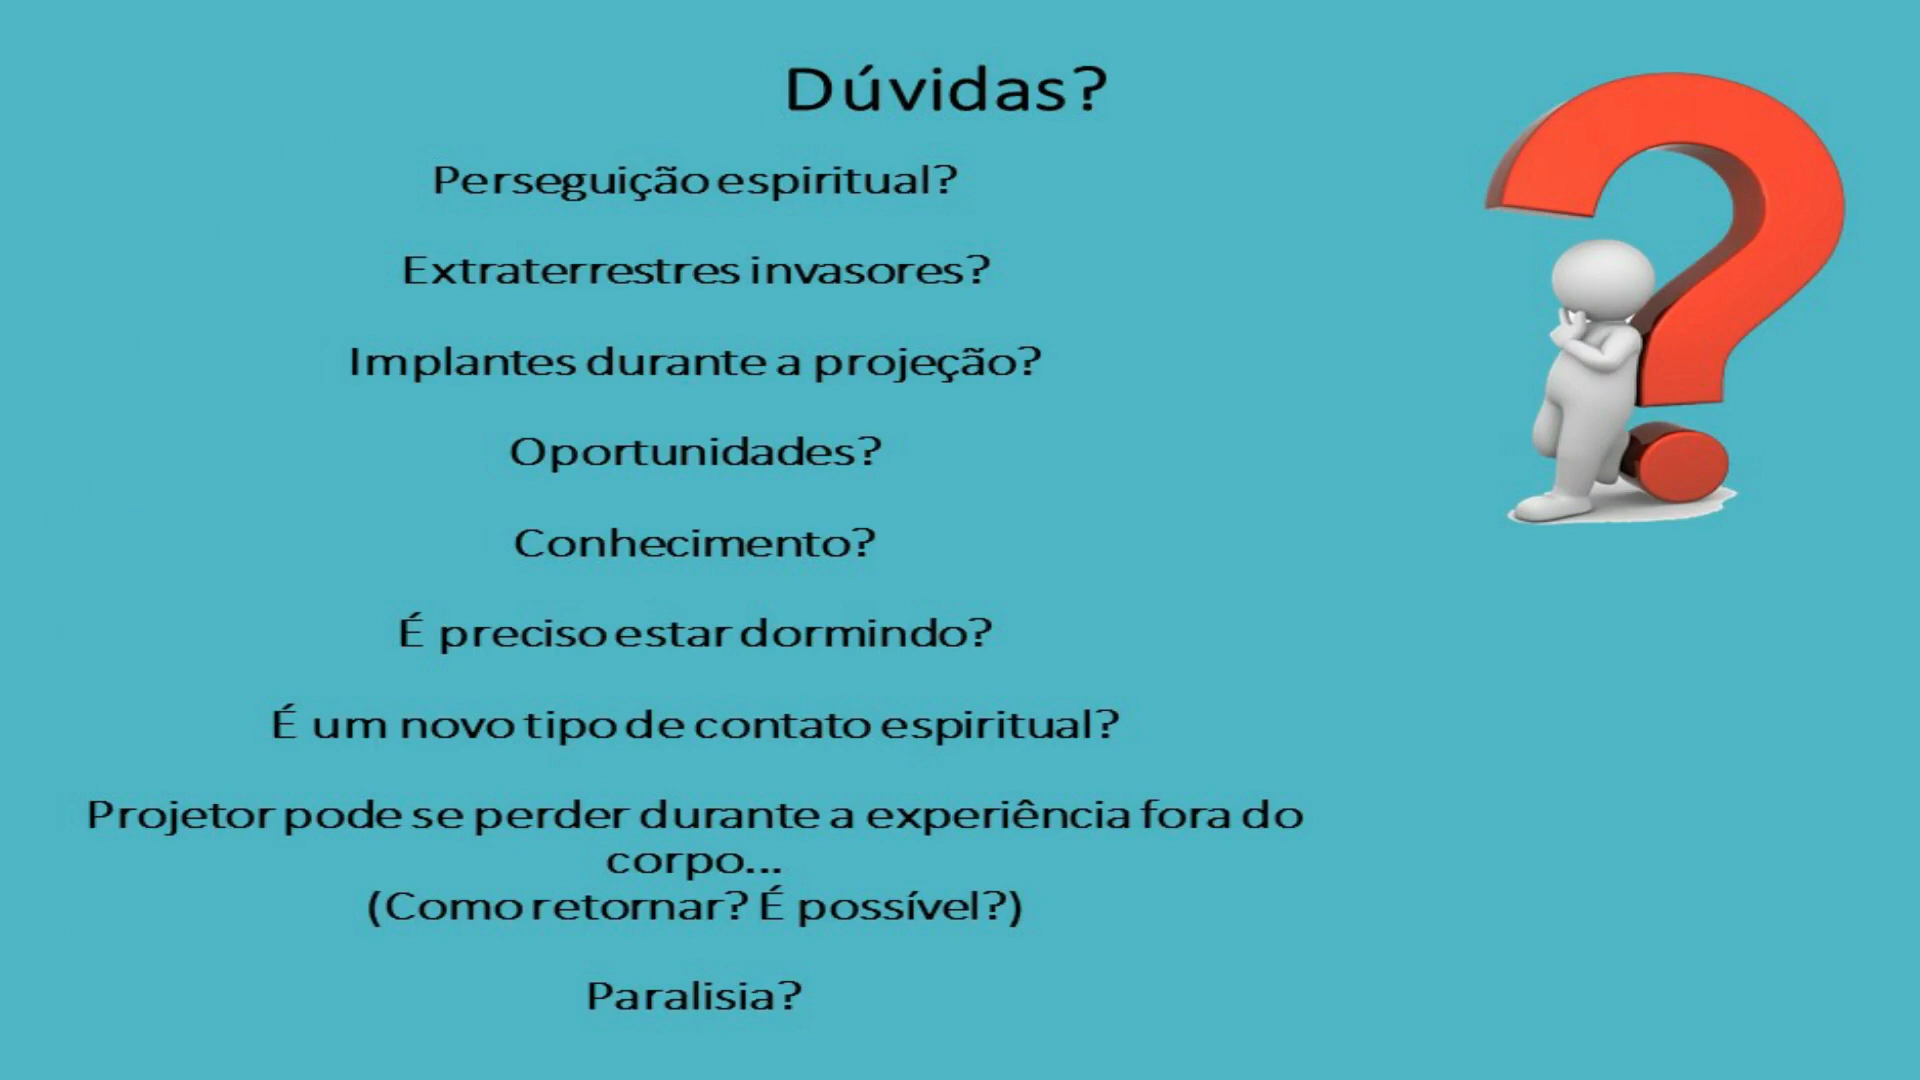 Dúvidas?
Perseguição espiritual?
Extraterrestres invasores?
Implantes durante a projeção?
Oportunidades?
Conhecimento?
É preciso estar dormindo?
É um novo tipo de contato espiritual?
Projetor pode se perder durante a experiência fora do
corpo...
(Como retornar? É possível?)
Paralisia?